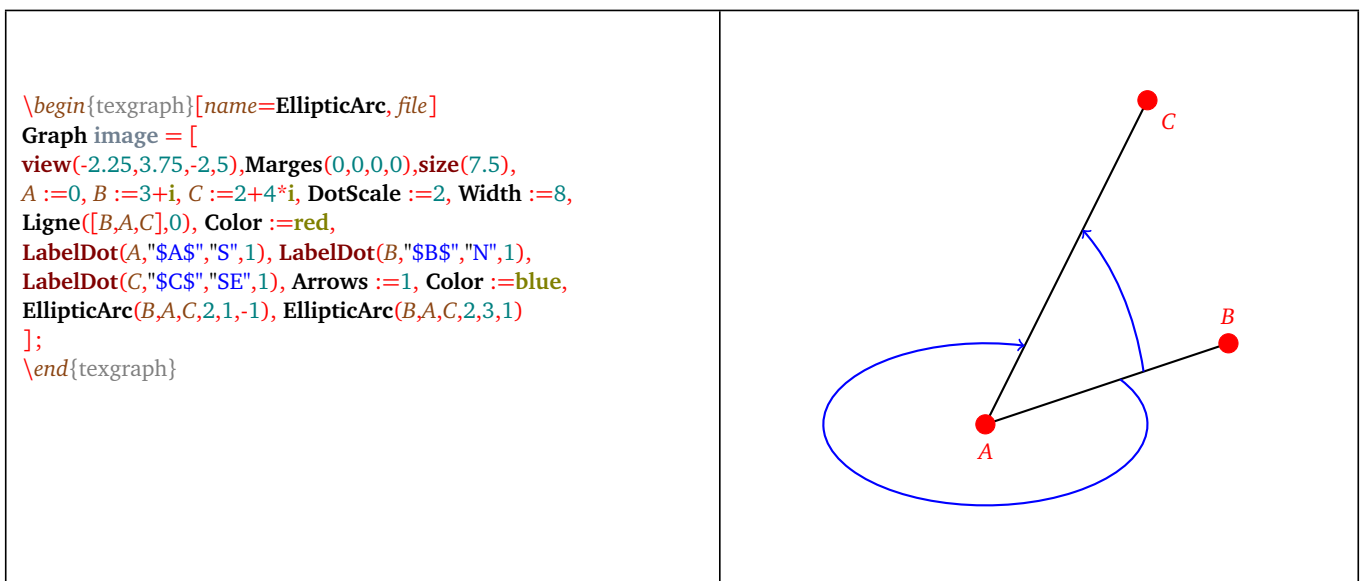 \begin{texgraph}[name=EllipticArc, file]
Graph image = [
view(-2.25,3.75,-2,5),Marges(0,0,0,0),size(7.5),
A :=0, B :=3+i, C :=2+4*i, DotScale :=2, Width :=8,
Ligne([B,A,C],0), Color :=red,
LabelDot(A,"$A$","S",1), LabelDot(B,"$B$","N",1),
LabelDot(C,"$C$","SE",1), Arrows :=1, Color :=blue,
EllipticArc(B,A,C,2,1,-1), EllipticArc(B,A,C,2,3,1)
];
\end{texgraph}
C
B
A